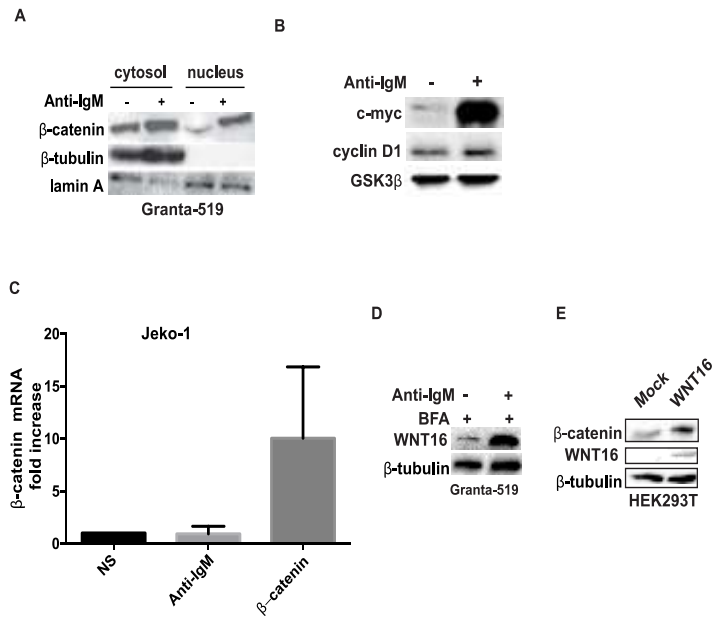 A
cytosol nucleus
Anti-IgM - + - +
β-catenin
β-tubulin
lamin A
Granta-519
B
Anti-IgM - +
c-myc
cyclin D1
GSK3β
C
Jeko-1
β-catenin mRNA
fold increase
20
15
10
5
0
NS
Anti-IgM
β-catenin
D
Anti-IgM - +
BFA + +
WNT16
β-tubulin
Granta-519
E
Mock WNT16
β-catenin
WNT16
β-tubulin
HEK293T